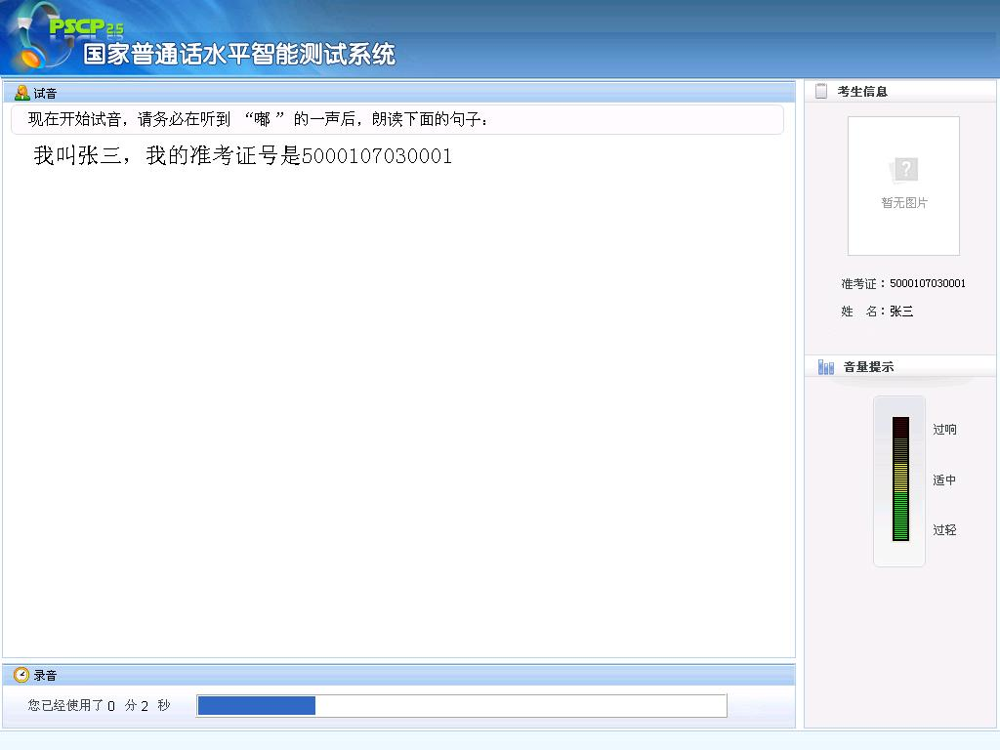 PSCP 2.5
国家普通话水平智能测试系统
试音
现在开始试音，请务必在听到 “嘟 ” 的一声后，朗读下面的句子：
我叫张三，我的准考证号是5000107030001
考生信息
?
暂无图片
准考证：5000107030001
姓 名：张三
音量提示
过响
适中
过轻
录音
您已经使用了 0 分 2 秒